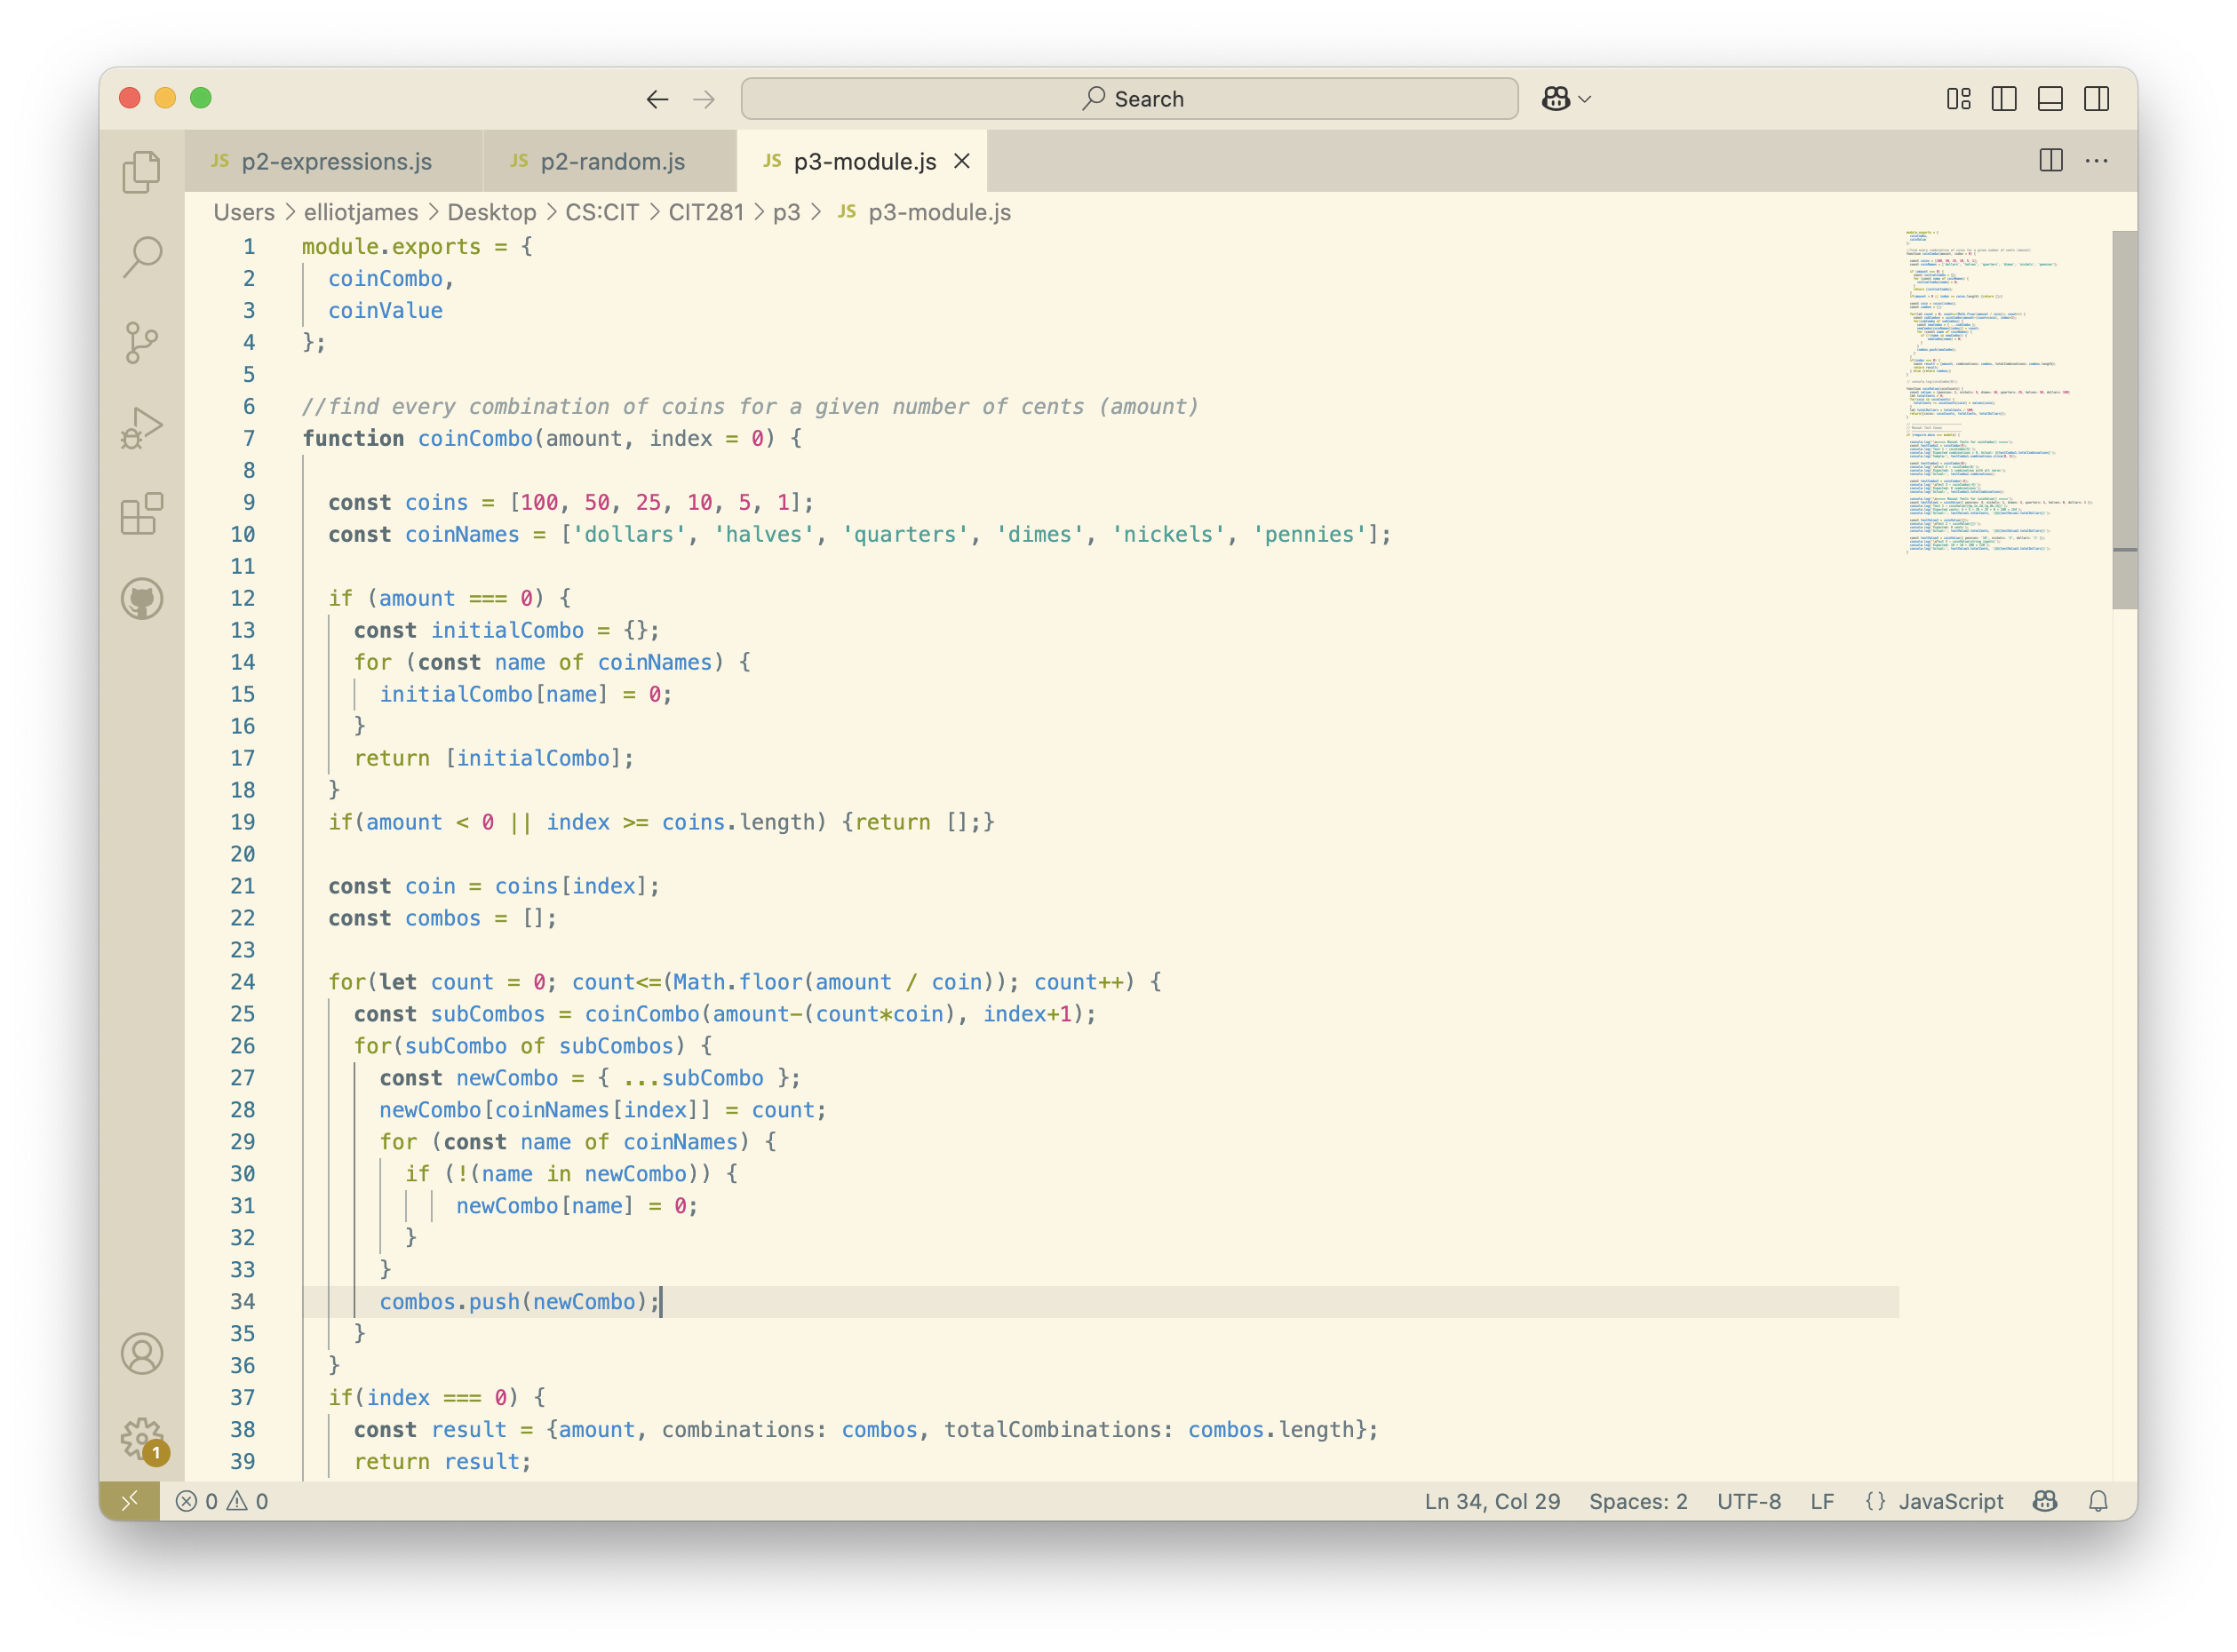 Search
JS p2-expressions.js
JS p2-random.js
JS p3-module.js
Users > elliotjames > Desktop > CS:CIT > CIT281 > p3 > JS p3-module.js
1 module.exports = {
2   coinCombo,
3   coinValue
4 };
5
6 //find every combination of coins for a given number of cents (amount)
7 function coinCombo(amount, index = 0) {
8
9   const coins = [100, 50, 25, 10, 5, 1];
10   const coinNames = ['dollars', 'halves', 'quarters', 'dimes', 'nickels', 'pennies'];
11
12   if (amount === 0) {
13     const initialCombo = {};
14     for (const name of coinNames) {
15       initialCombo[name] = 0;
16     }
17     return [initialCombo];
18   }
19   if(amount < 0 || index >= coins.length) {return [];}
20
21   const coin = coins[index];
22   const combos = [];
23
24   for(let count = 0; count<=(Math.floor(amount / coin)); count++) {
25     const subCombos = coinCombo(amount-(count*coin), index+1);
26     for(subCombo of subCombos) {
27       const newCombo = { ...subCombo };
28       newCombo[coinNames[index]] = count;
29       for (const name of coinNames) {
30         if (!(name in newCombo)) {
31             newCombo[name] = 0;
32         }
33       }
34       combos.push(newCombo);
35     }
36   }
37   if(index === 0) {
38     const result = {amount, combinations: combos, totalCombinations: combos.length};
39     return result;
1
0 0
Ln 34, Col 29 Spaces: 2 UTF-8 LF {} JavaScript